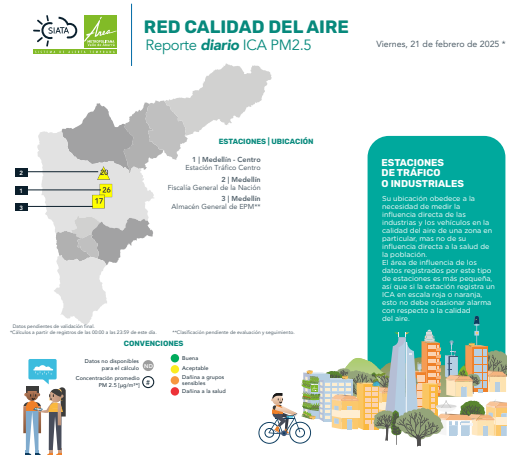 SIATA
Área
METROPOLITANA
RED CALIDAD DEL AIRE
Reporte diario ICA PM2.5
Viernes, 21 de febrero de 2025 *
ESTACIONES | UBICACIÓN
1 | Medellín - Centro
Estación Tráfico Centro
2 | Medellín
Fiscalía General de la Nación
3 | Medellín
Almacén General de EPM**
2
20
1
26
3
17
ESTACIONES
DE TRÁFICO
O INDUSTRIALES
Su ubicación obedece a la
necesidad de medir la
influencia directa de las
industrias y los vehículos en la
calidad del aire de una zona en
particular, mas no de su
influencia directa a la salud de
la población.
El área de influencia de los
datos registrados por este tipo
de estaciones es más pequeña,
así que si la estación registra un
ICA en escala roja o naranja,
esto no debe ocasionar alarma
con respecto a la calidad
del aire.
Datos pendientes de validación final.
*Cálculos a partir de registros de las 00:00 a las 23:59 de este día.
**Clasificación pendiente de evaluación y seguimiento.
CONVENCIONES
Datos no disponibles
para el cálculo
ND
Concentración promedio
PM 2.5 [µg/m³]
#
Buena
Aceptable
Dañina a grupos
sensibles
Dañina a la salud